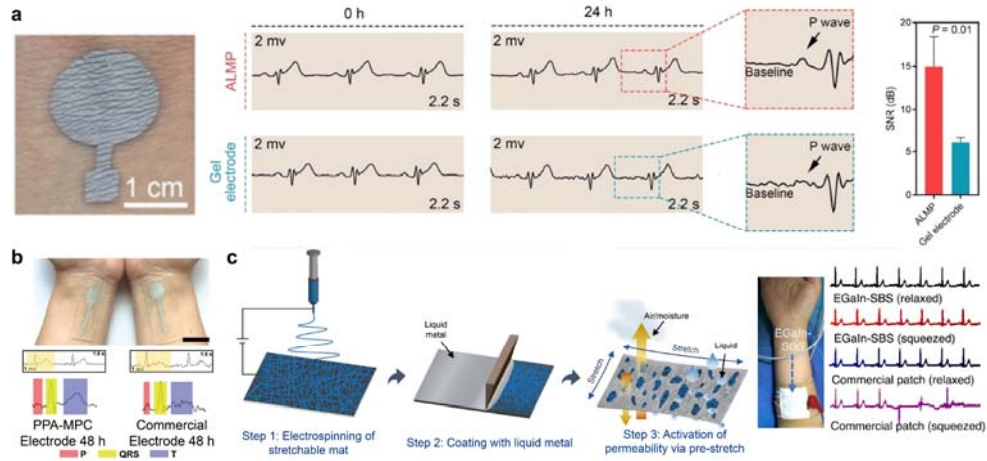 a
0 h
24 h
ALMP
2 mv
2.2 s
2 mv
2.2 s
P wave
Baseline
Gel
electrode
2 mV
2.2 s
2 mV
2.2 s
P wave
Baseline
1 cm
P = 0.01
SNR (dB)
20
15
10
5
0
ALMP
Gel electrode
b
1.6 s
1.6 s
PPA-MPC
Electrode 48 h
Commercial
Electrode 48 h
P
QRS
T
c
Step 1: Electrospinning of
stretchable mat
Liquid
metal
Step 2: Coating with liquid metal
Air/moisture
Stretch
Stretch
Liquid
Step 3: Activation of
permeability via pre-stretch
EGaIn-
EGaIn-SBS (relaxed)
EGaIn-SBS (squeezed)
Commercial patch (relaxed)
Commercial patch (squeezed)